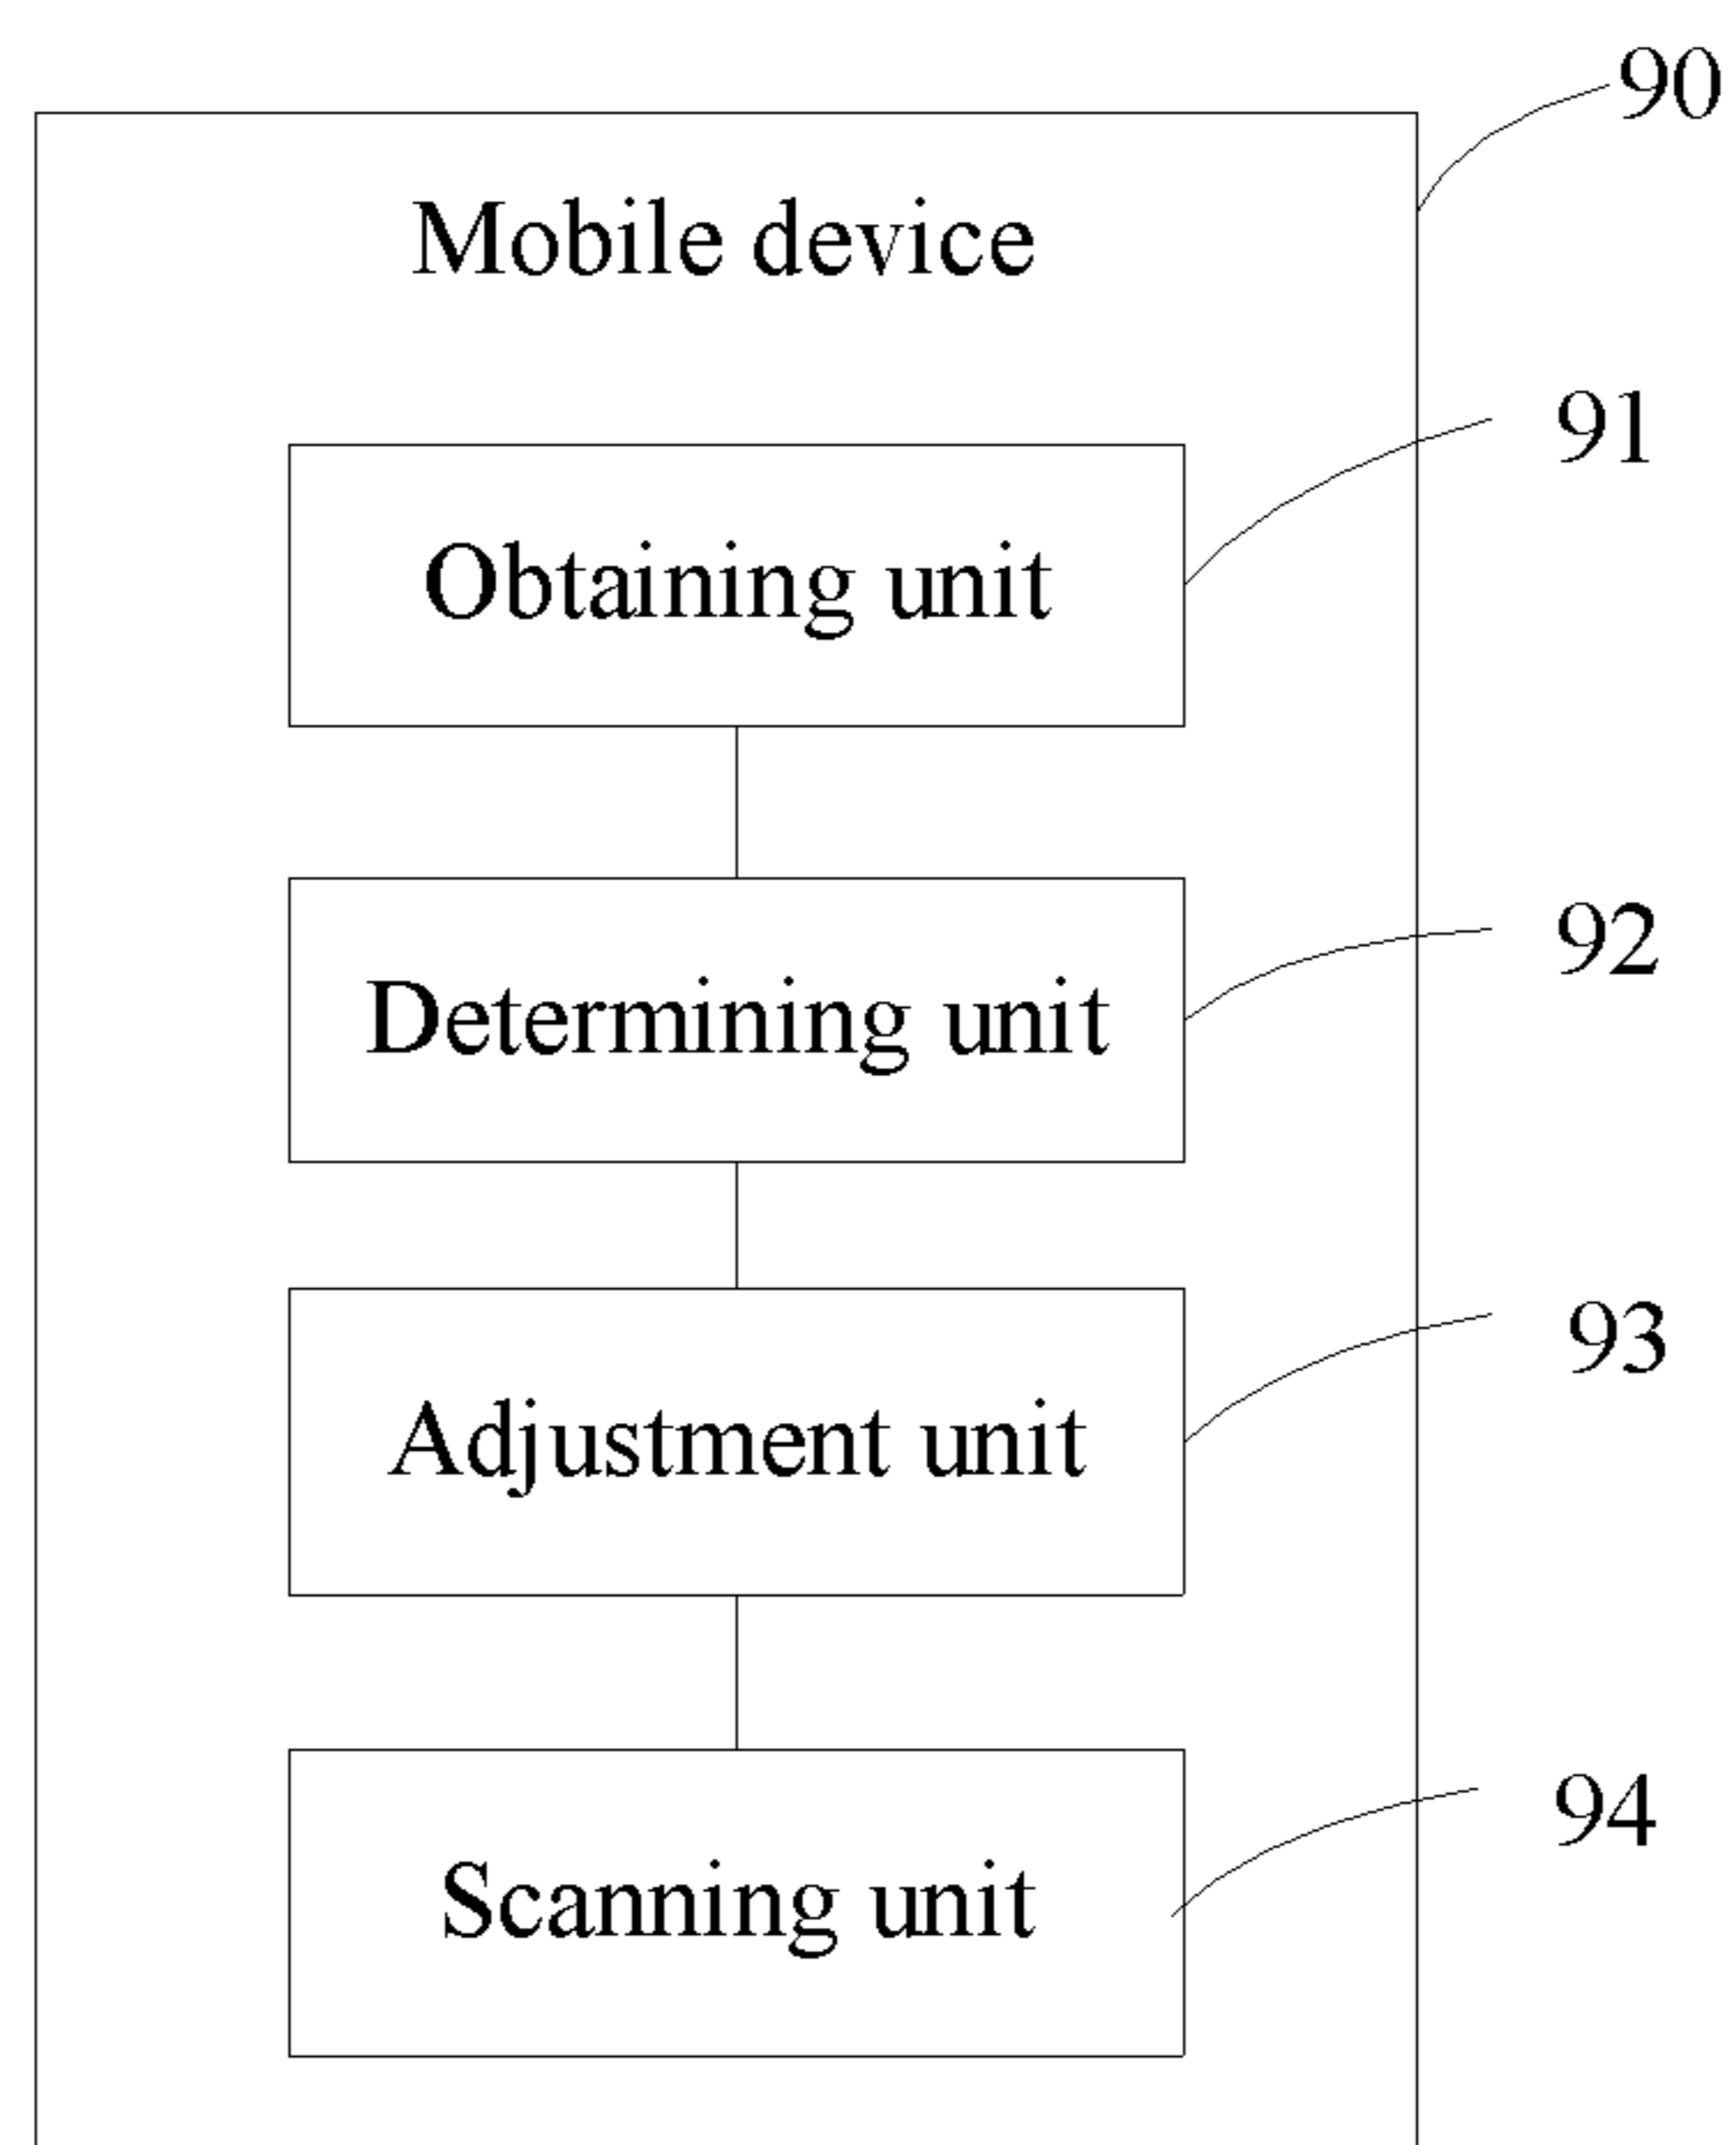 90
Mobile device
91
Obtaining unit
92
Determining unit
93
Adjustment unit
94
Scanning unit